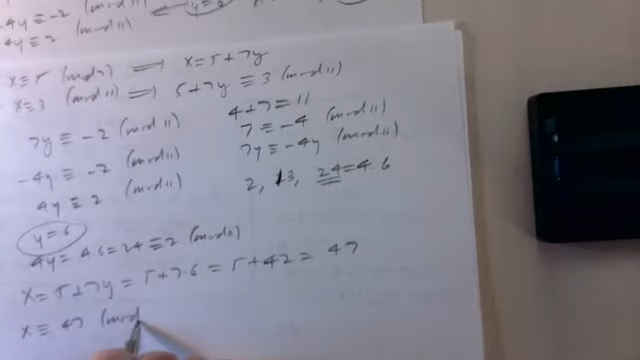 4y ≡ -2 (mod 11)
4y ≡ 2 (mod 11)
x ≡ 5 (mod 7) ⟹ x = 5 + 7y
x ≡ 3 (mod 11) ⟹ 5 + 7y ≡ 3 (mod 11)
7y ≡ -2 (mod 11)
-4y ≡ -2 (mod 11)
4y ≡ 2 (mod 11)
4 + 7 = 11
7 ≡ -4 (mod 11)
7y ≡ -4y (mod 11)
2, 13, 24 = 4·6
y = 6
4y = 4·6 = 24 ≡ 2 (mod 11)
x = 5 + 7y = 5 + 7·6 = 5 + 42 = 47
x ≡ 47 (mod